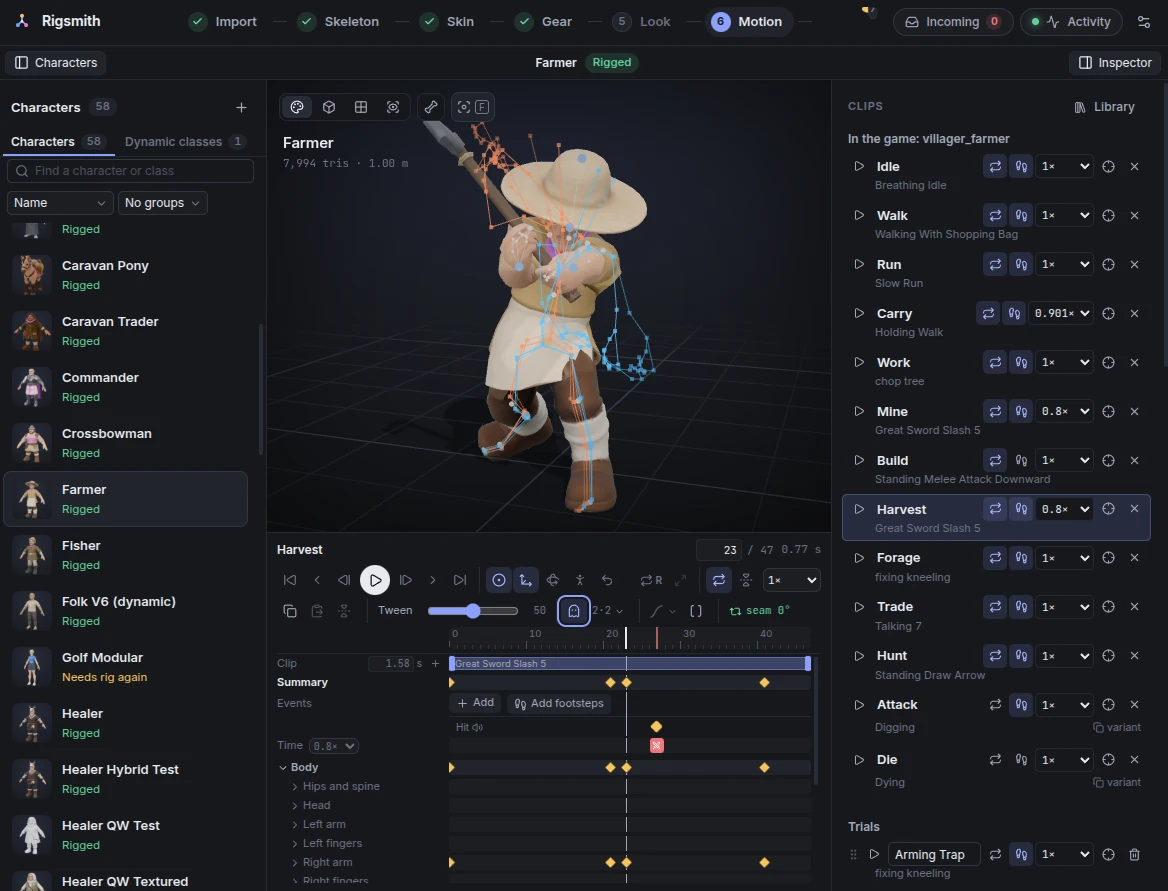 Rigsmith
Import
Skeleton
Skin
Gear
5 Look
6 Motion
Incoming 0
Activity
Characters
Farmer Rigged
Inspector
Characters 58
Characters 58 Dynamic classes 1
Find a character or class
Name
No groups
Rigged
Caravan Pony
Rigged
Caravan Trader
Rigged
Commander
Rigged
Crossbowman
Rigged
Farmer
Rigged
Fisher
Rigged
Folk V6 (dynamic)
Rigged
Golf Modular
Needs rig again
Healer
Rigged
Healer Hybrid Test
Rigged
Healer QW Test
Rigged
Healer QW Textured
F
Farmer
7,994 tris · 1.00 m
Harvest
23 / 47 0.77 s
R
1×
Tween
50
2·2
seam 0°
0 10 20 30 40
Clip 1.58 s + Great Sword Slash 5
Summary
Events + Add Add footsteps
Hit
Time 0.8×
Body
Hips and spine
Head
Left arm
Left fingers
Right arm
Right fingers
CLIPS
Library
In the game: villager_farmer
Idle 1×
Breathing Idle
Walk 1×
Walking With Shopping Bag
Run 1×
Slow Run
Carry 0.901×
Holding Walk
Work 1×
chop tree
Mine 0.8×
Great Sword Slash 5
Build 1×
Standing Melee Attack Downward
Harvest 0.8×
Great Sword Slash 5
Forage 1×
fixing kneeling
Trade 1×
Talking 7
Hunt 1×
Standing Draw Arrow
Attack 1×
Digging variant
Die 1×
Dying variant
Trials
Arming Trap 1×
fixing kneeling